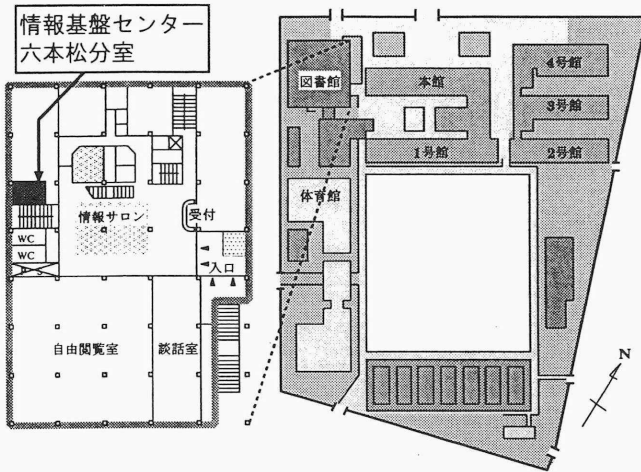 情報基盤センター
六本松分室
情報サロン
受付
WC
WC
P S
入口
自由閲覧室
談話室
図書館
本館
4号館
3号館
1号館
2号館
体育館
N